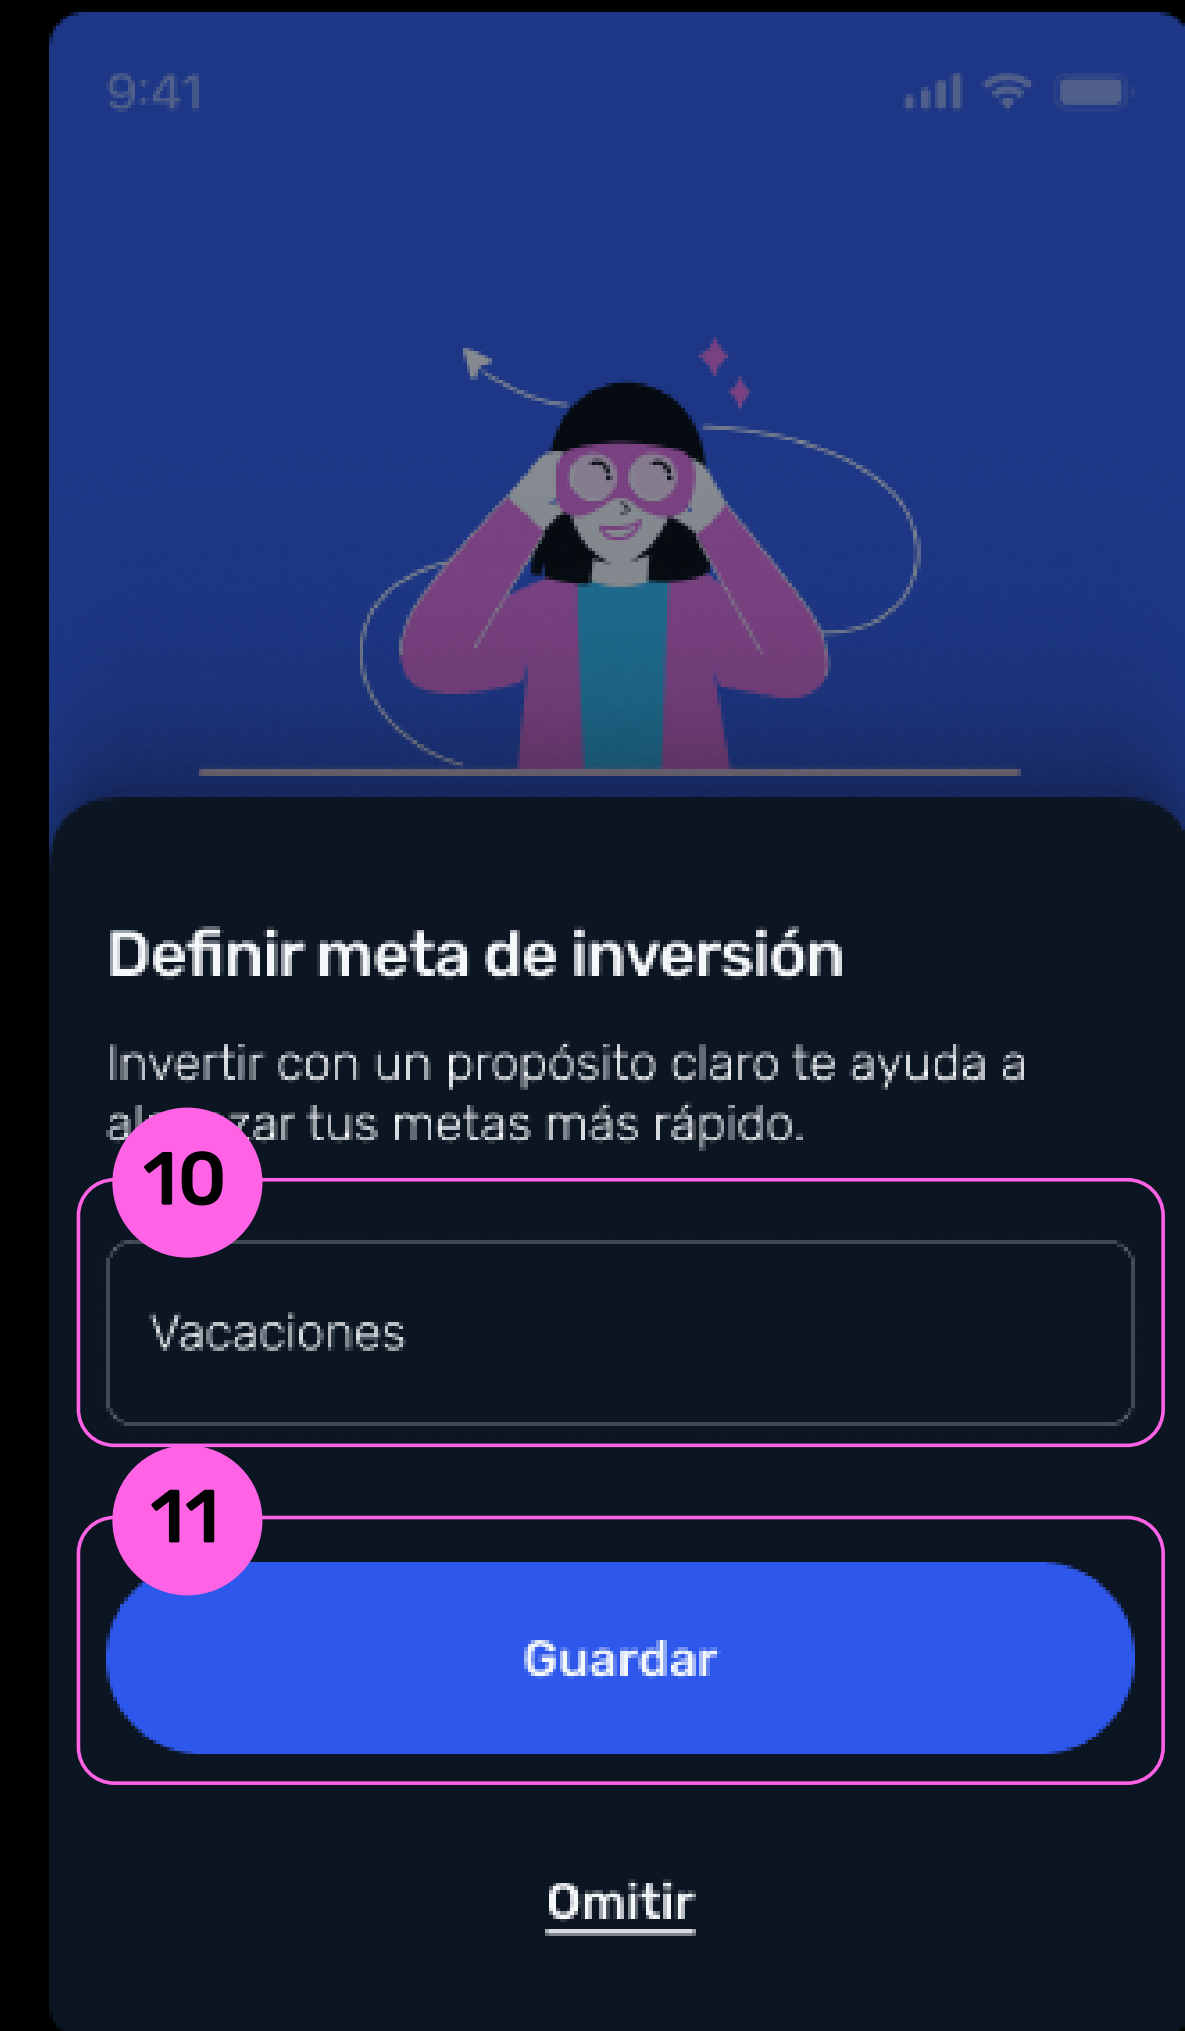 9:41
Definir meta de inversión
Invertir con un propósito claro te ayuda a
tus metas más rápido.
10
Vacaciones
11
Guardar
Omitir